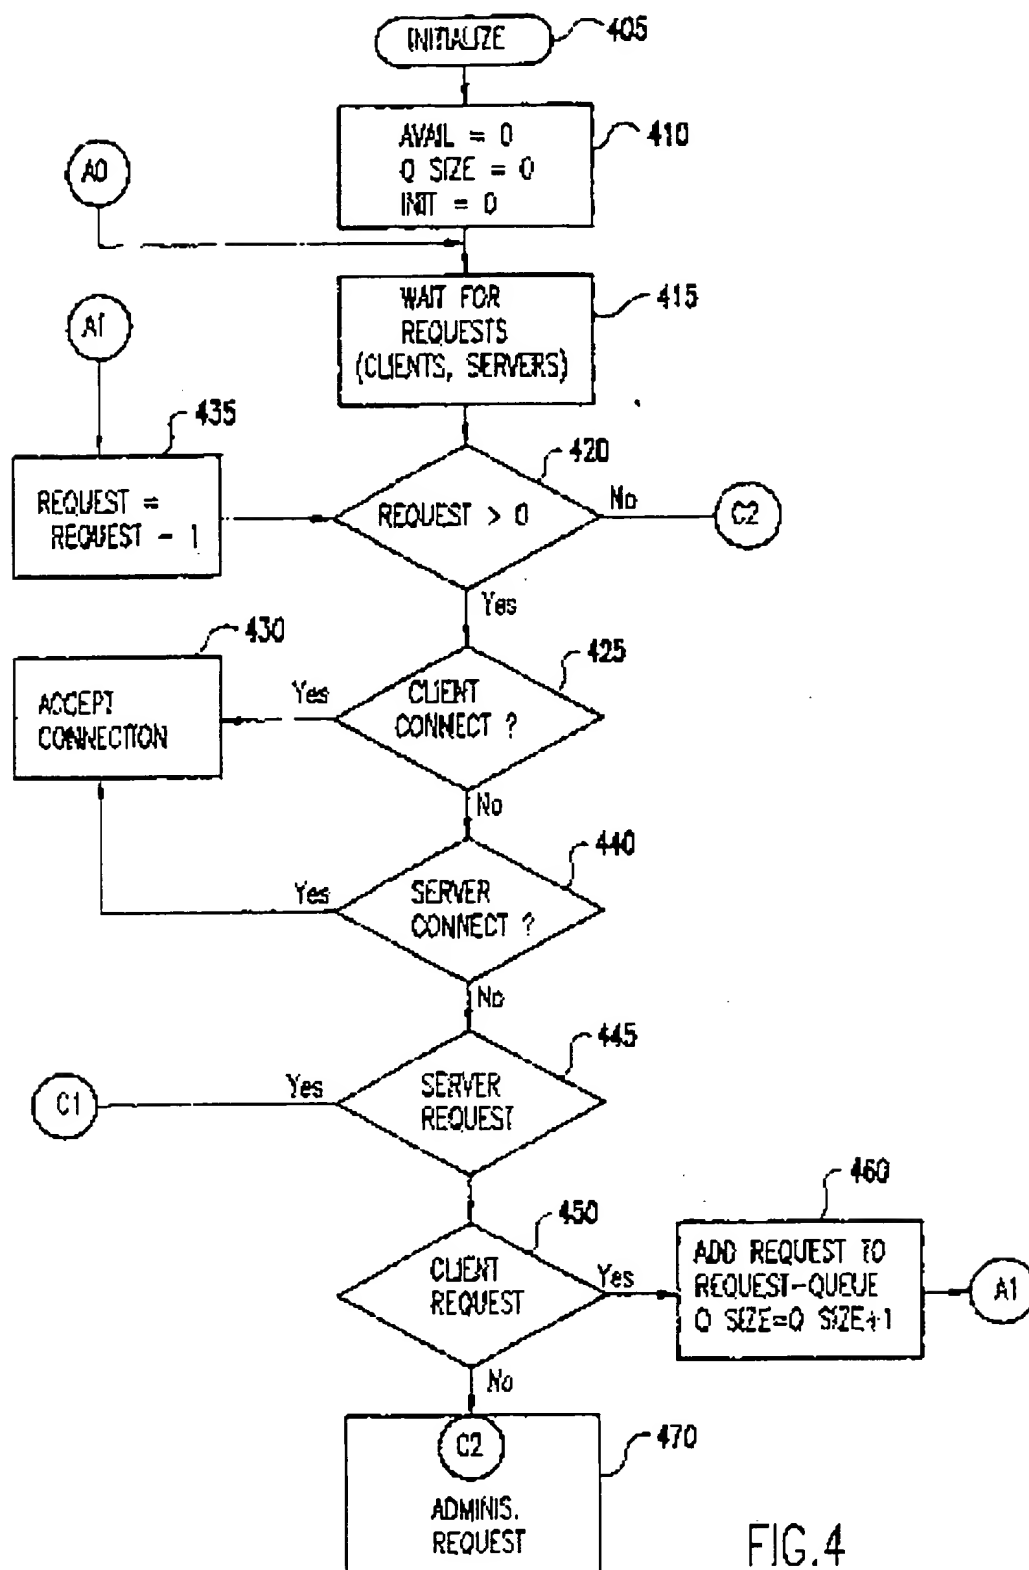 INITIALIZE
405
AVAIL = 0
Q SIZE = 0
INIT = 0
410
A0
WAIT FOR
REQUESTS
(CLIENTS, SERVERS)
415
A1
435
REQUEST =
REQUEST - 1
420
REQUEST > 0
No
C2
Yes
430
ACCEPT
CONNECTION
Yes
425
CLIENT
CONNECT ?
No
440
Yes
SERVER
CONNECT ?
No
445
C1
Yes
SERVER
REQUEST
450
CLIENT
REQUEST
Yes
460
ADD REQUEST TO
REQUEST-QUEUE
Q SIZE=Q SIZE+1
A1
No
C2
470
ADMINIS.
REQUEST
FIG.4